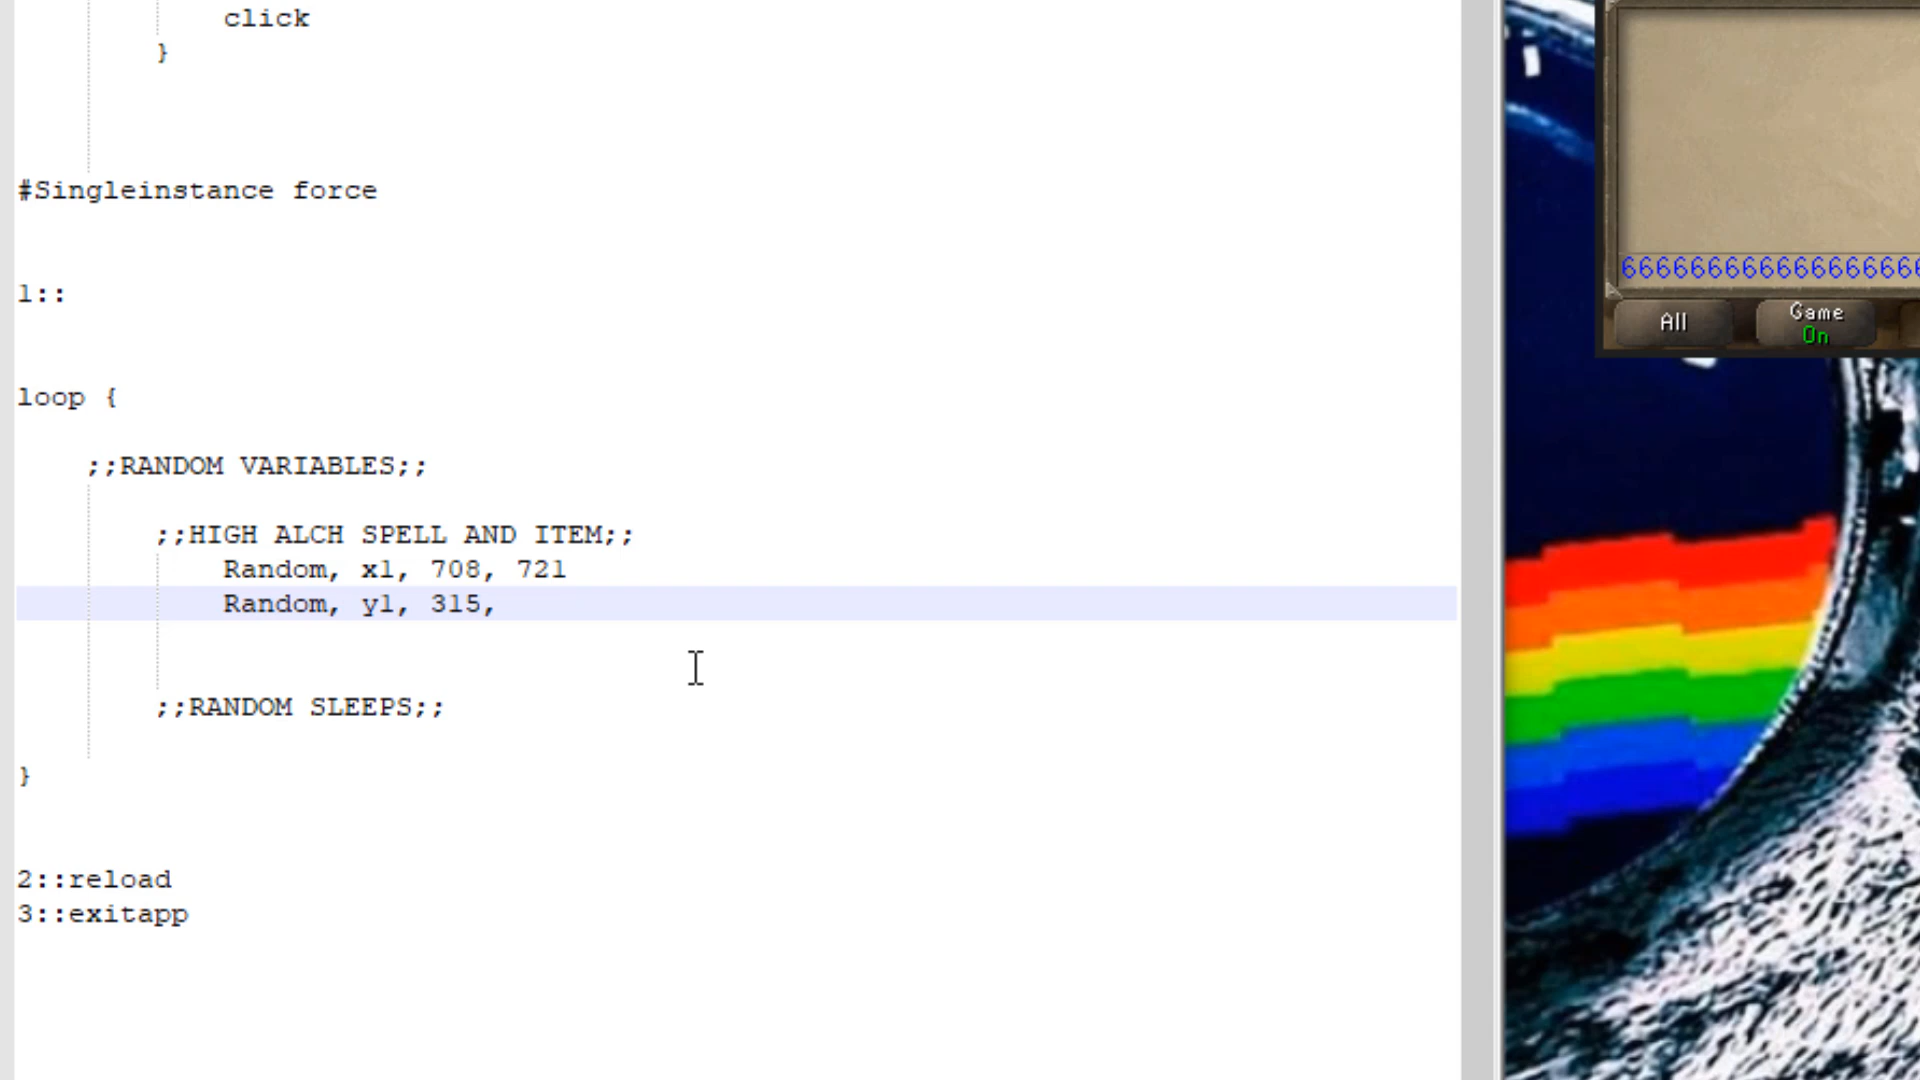 click
}
#Singleinstance force
1::
loop {
;;RANDOM VARIABLES;;
;;HIGH ALCH SPELL AND ITEM;;
Random, x1, 708, 721
Random, y1, 315,
;;RANDOM SLEEPS;;
}
2::reload
3::exitapp
66666666666666666
All
Game
On